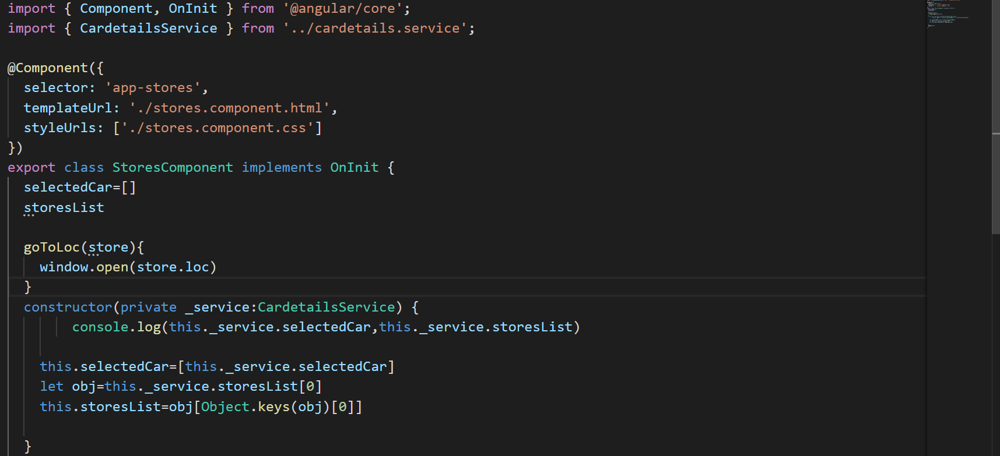 import { Component, OnInit } from '@angular/core';
import { CardetailsService } from '../cardetails.service';
@Component({
  selector: 'app-stores',
  templateUrl: './stores.component.html',
  styleUrls: ['./stores.component.css']
})
export class StoresComponent implements OnInit {
  selectedCar=[]
  storesList
  goToLoc(store){
    window.open(store.loc)
  }
  constructor(private _service:CardetailsService) {
        console.log(this._service.selectedCar,this._service.storesList)
    this.selectedCar=[this._service.selectedCar]
    let obj=this._service.storesList[0]
    this.storesList=obj[Object.keys(obj)[0]]
  }